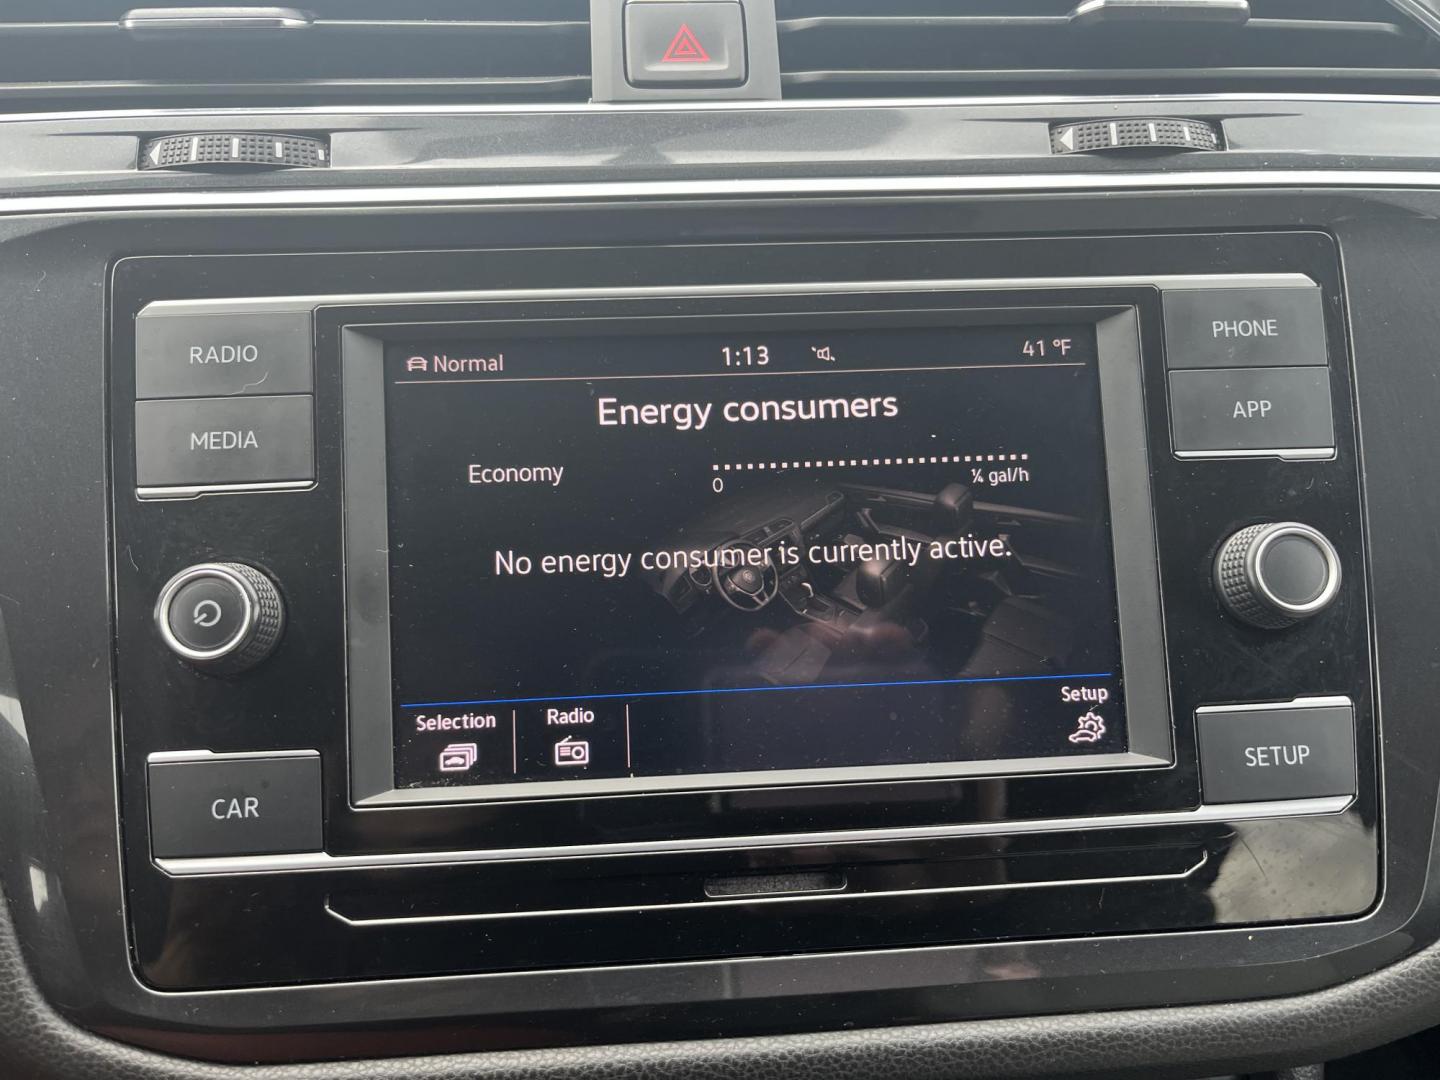 RADIO
MEDIA
CAR
Normal
1:13
41 °F
Energy consumers
Economy
0
¼ gal/h
No energy consumer is currently active.
Selection
Radio
Setup
PHONE
APP
SETUP